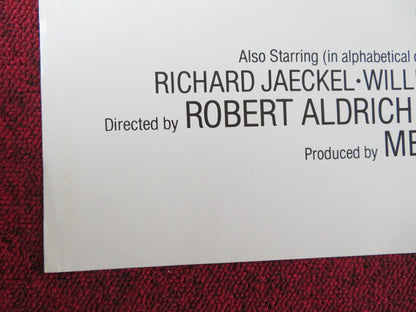 Also Starring (in alphabetical
RICHARD JAECKEL•WILL
Directed by ROBERT ALDRICH
Produced by ME